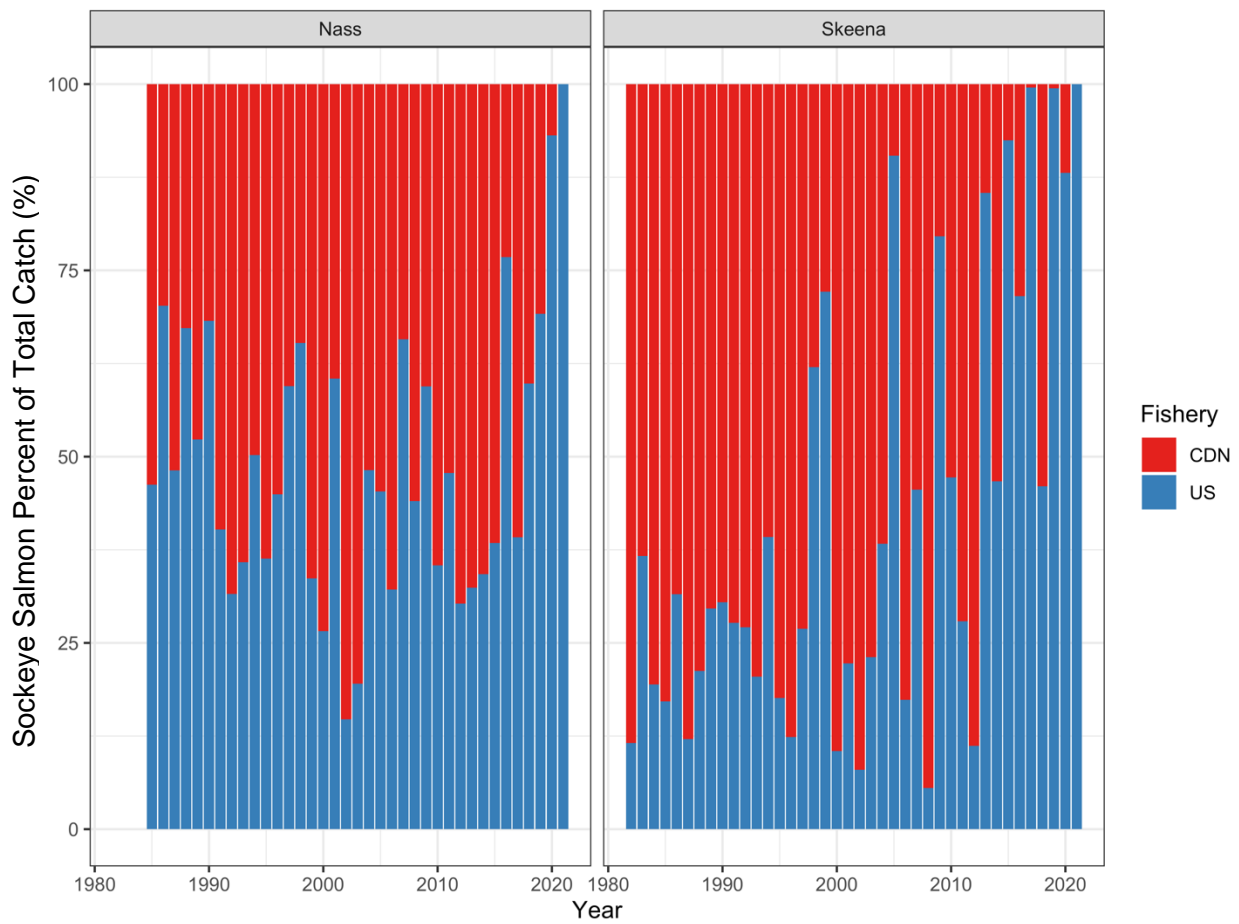 Nass
Skeena
Sockeye Salmon Percent of Total Catch (%)
100
75
50
25
0
1980
1990
2000
2010
2020
1980
1990
2000
2010
2020
Year
Fishery
CDN
US